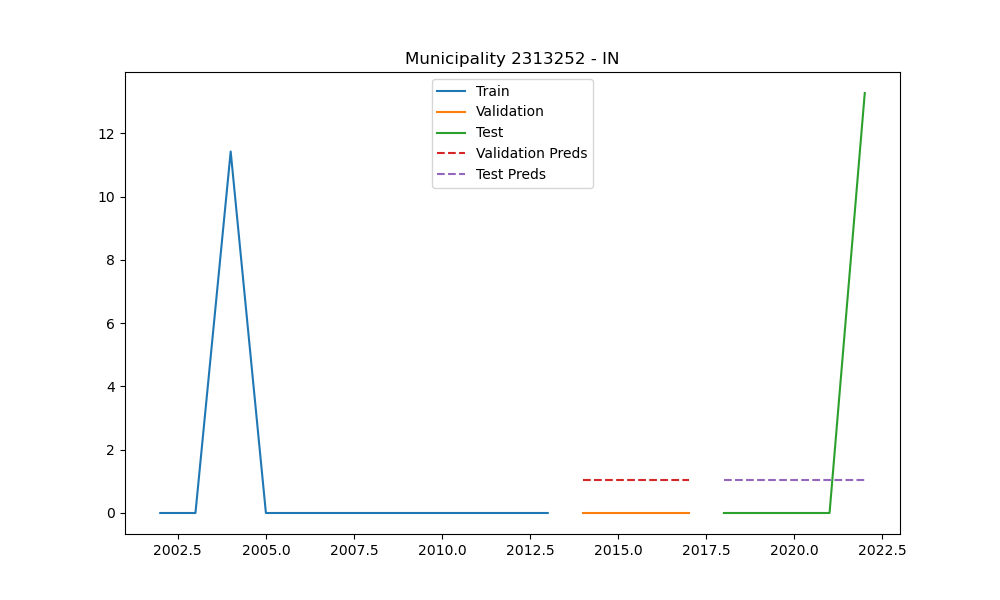 Municipality 2313252 - IN
Train
Validation
Test
Validation Preds
Test Preds
12
10
8
6
4
2
0
2002.5 2005.0 2007.5 2010.0 2012.5 2015.0 2017.5 2020.0 2022.5